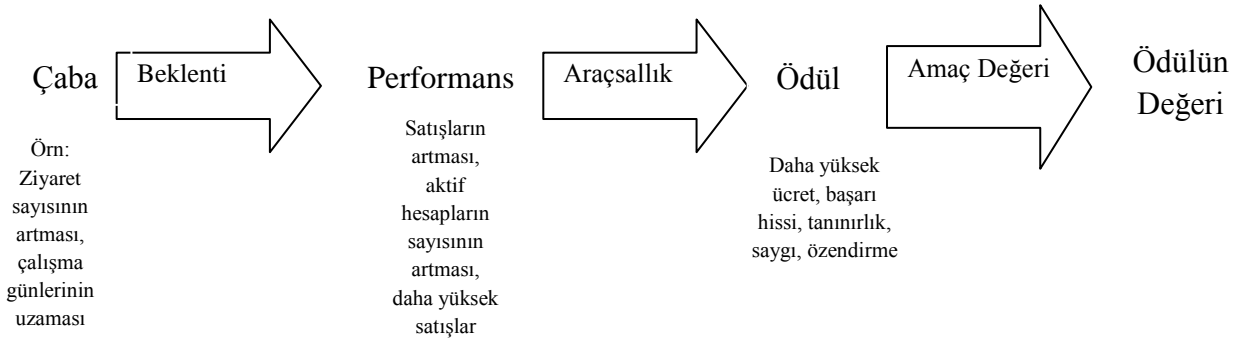 Çaba
Beklenti
Performans
Araçsallık
Ödül
Amaç Değeri
Ödülün
Değeri
Örn:
Ziyaret
sayısının
artması,
çalışma
günlerinin
uzaması
Satışların
artması,
aktif
hesapların
sayısının
artması,
daha yüksek
satışlar
Daha yüksek
ücret, başarı
hissi, tanınırlık,
saygı, özendirme